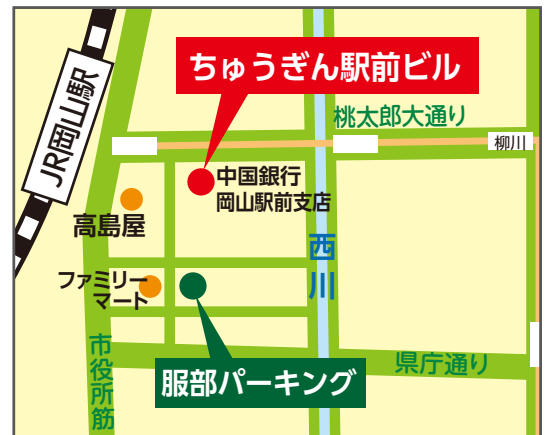 ちゅうぎん駅前ビル
JR岡山駅
桃太郎大通り
柳川
中国銀行
岡山駅前支店
高島屋
西川
ファミリー
マート
市役所筋
県庁通り
服部パーキング